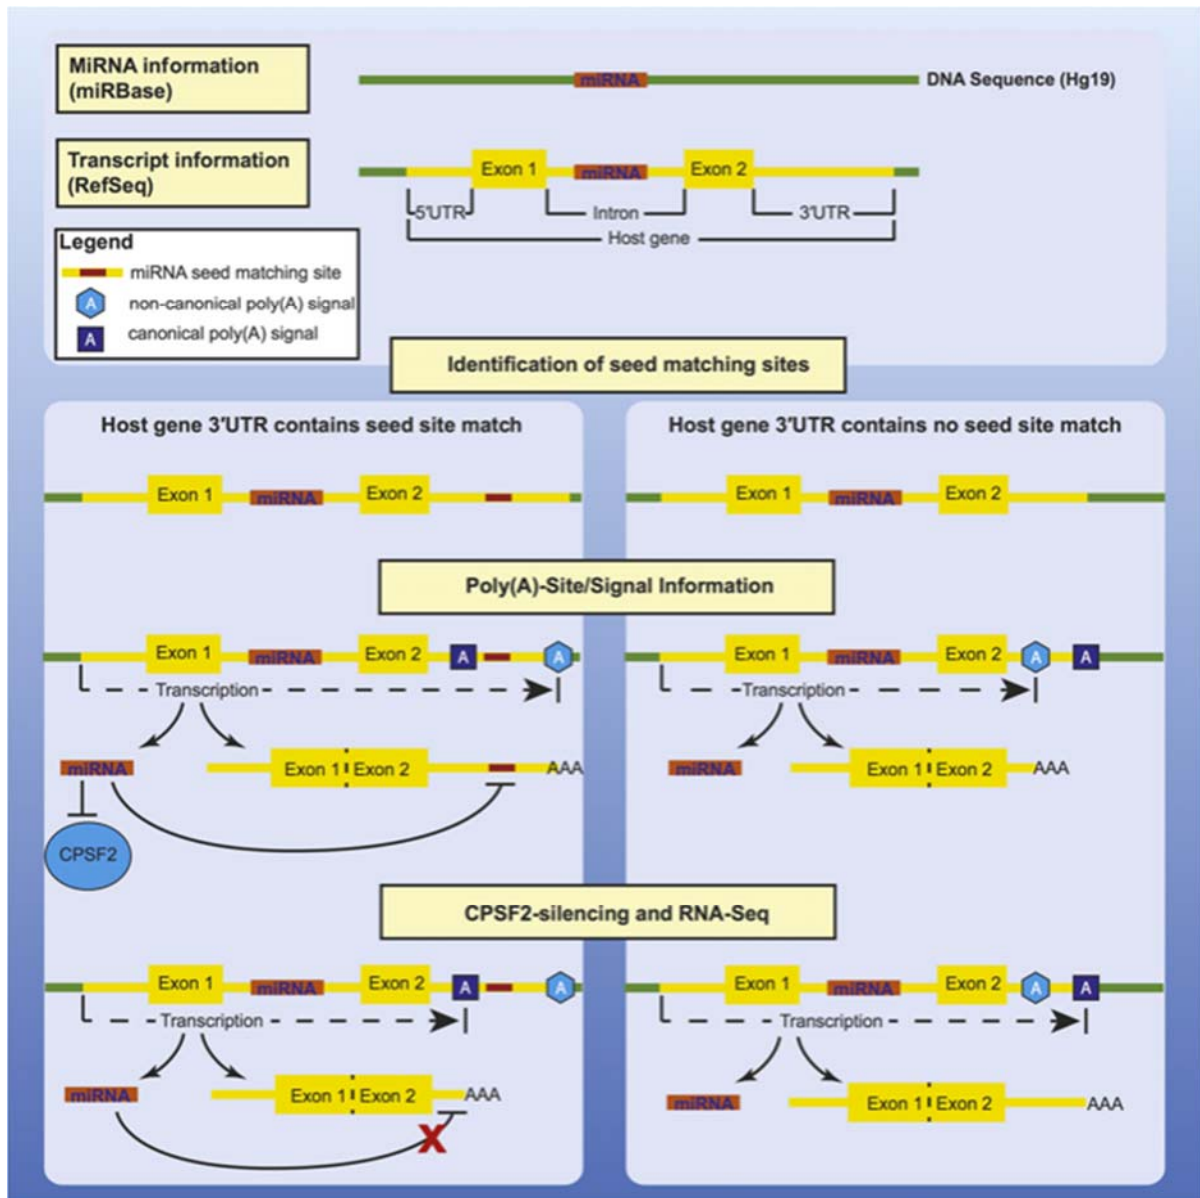 MiRNA information
(miRBase)
miRNA
DNA Sequence (Hg19)
Transcript information
(RefSeq)
Exon 1
miRNA
Exon 2
5'UTR
Intron
3'UTR
Host gene
Legend
miRNA seed matching site
A
non-canonical poly(A) signal
A
canonical poly(A) signal
Identification of seed matching sites
Host gene 3'UTR contains seed site match
Host gene 3'UTR contains no seed site match
Exon 1
miRNA
Exon 2
Exon 1
miRNA
Exon 2
Poly(A)-Site/Signal Information
Exon 1
miRNA
Exon 2
A
A
Transcription
miRNA
Exon 1
Exon 2
AAA
CPSF2
Exon 1
miRNA
Exon 2
A
A
Transcription
miRNA
Exon 1
Exon 2
AAA
CPSF2-silencing and RNA-Seq
Exon 1
miRNA
Exon 2
A
A
Transcription
miRNA
Exon 1
Exon 2
AAA
X
Exon 1
miRNA
Exon 2
A
A
Transcription
miRNA
Exon 1
Exon 2
AAA